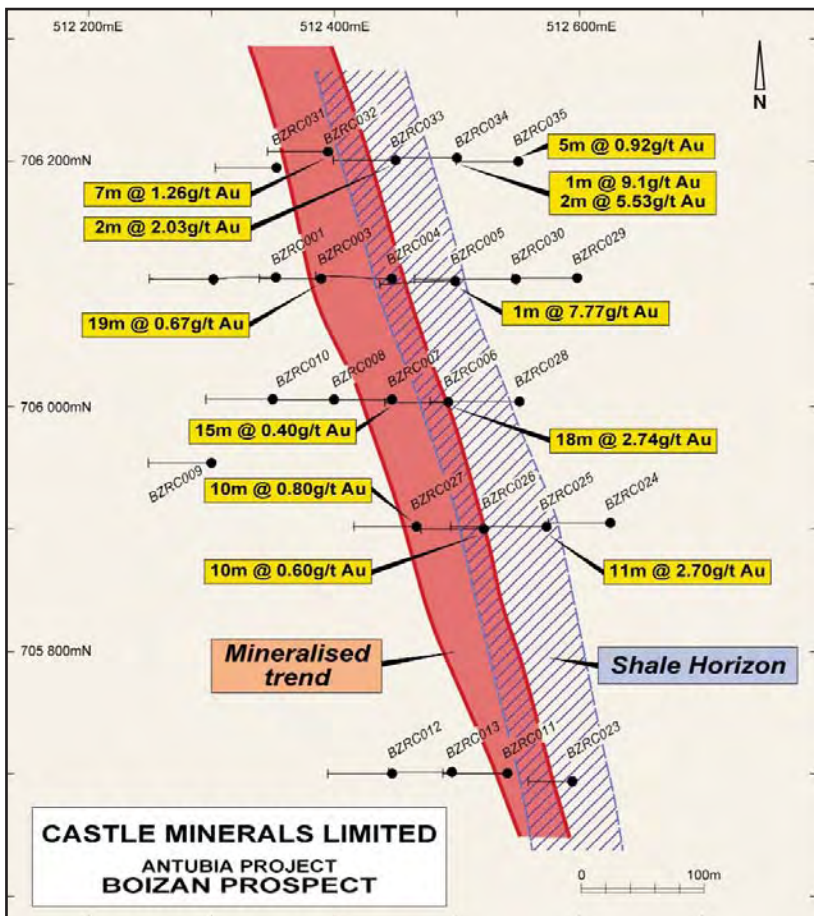 512 200mE
512 400mE
512 600mE
N
BZRC031
BZRC032
BZRC033
BZRC034
BZRC035
706 200mN
5m @ 0.92g/t Au
7m @ 1.26g/t Au
1m @ 9.1g/t Au
2m @ 5.53g/t Au
2m @ 2.03g/t Au
BZRC001
BZRC003
BZRC004
BZRC005
BZRC030
BZRC029
19m @ 0.67g/t Au
1m @ 7.77g/t Au
BZRC010
BZRC008
BZRC007
BZRC006
BZRC028
706 000mN
15m @ 0.40g/t Au
18m @ 2.74g/t Au
BZRC009
10m @ 0.80g/t Au
BZRC027
BZRC026
BZRC025
BZRC024
10m @ 0.60g/t Au
11m @ 2.70g/t Au
705 800mN
Mineralised
trend
Shale Horizon
BZRC012
BZRC013
BZRC011
BZRC023
CASTLE MINERALS LIMITED
ANTUBIA PROJECT
BOIZAN PROSPECT
0
100m